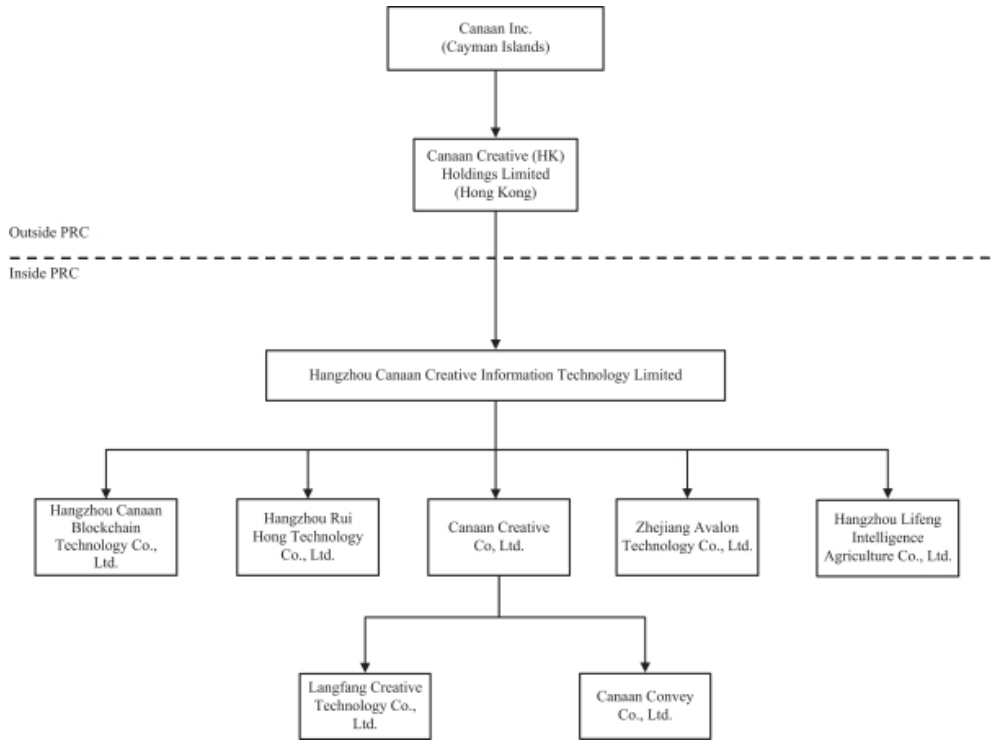 Canaan Inc.
(Cayman Islands)
Canaan Creative (HK)
Holdings Limited
(Hong Kong)
Outside PRC
Inside PRC
Hangzhou Canaan Creative Information Technology Limited
Hangzhou Canaan
Blockchain
Technology Co.,
Ltd.
Hangzhou Rui
Hong Technology
Co., Ltd.
Canaan Creative
Co, Ltd.
Zhejiang Avalon
Technology Co., Ltd.
Hangzhou Lifeng
Intelligence
Agriculture Co., Ltd.
Langfang Creative
Technology Co.,
Ltd.
Canaan Convey
Co., Ltd.